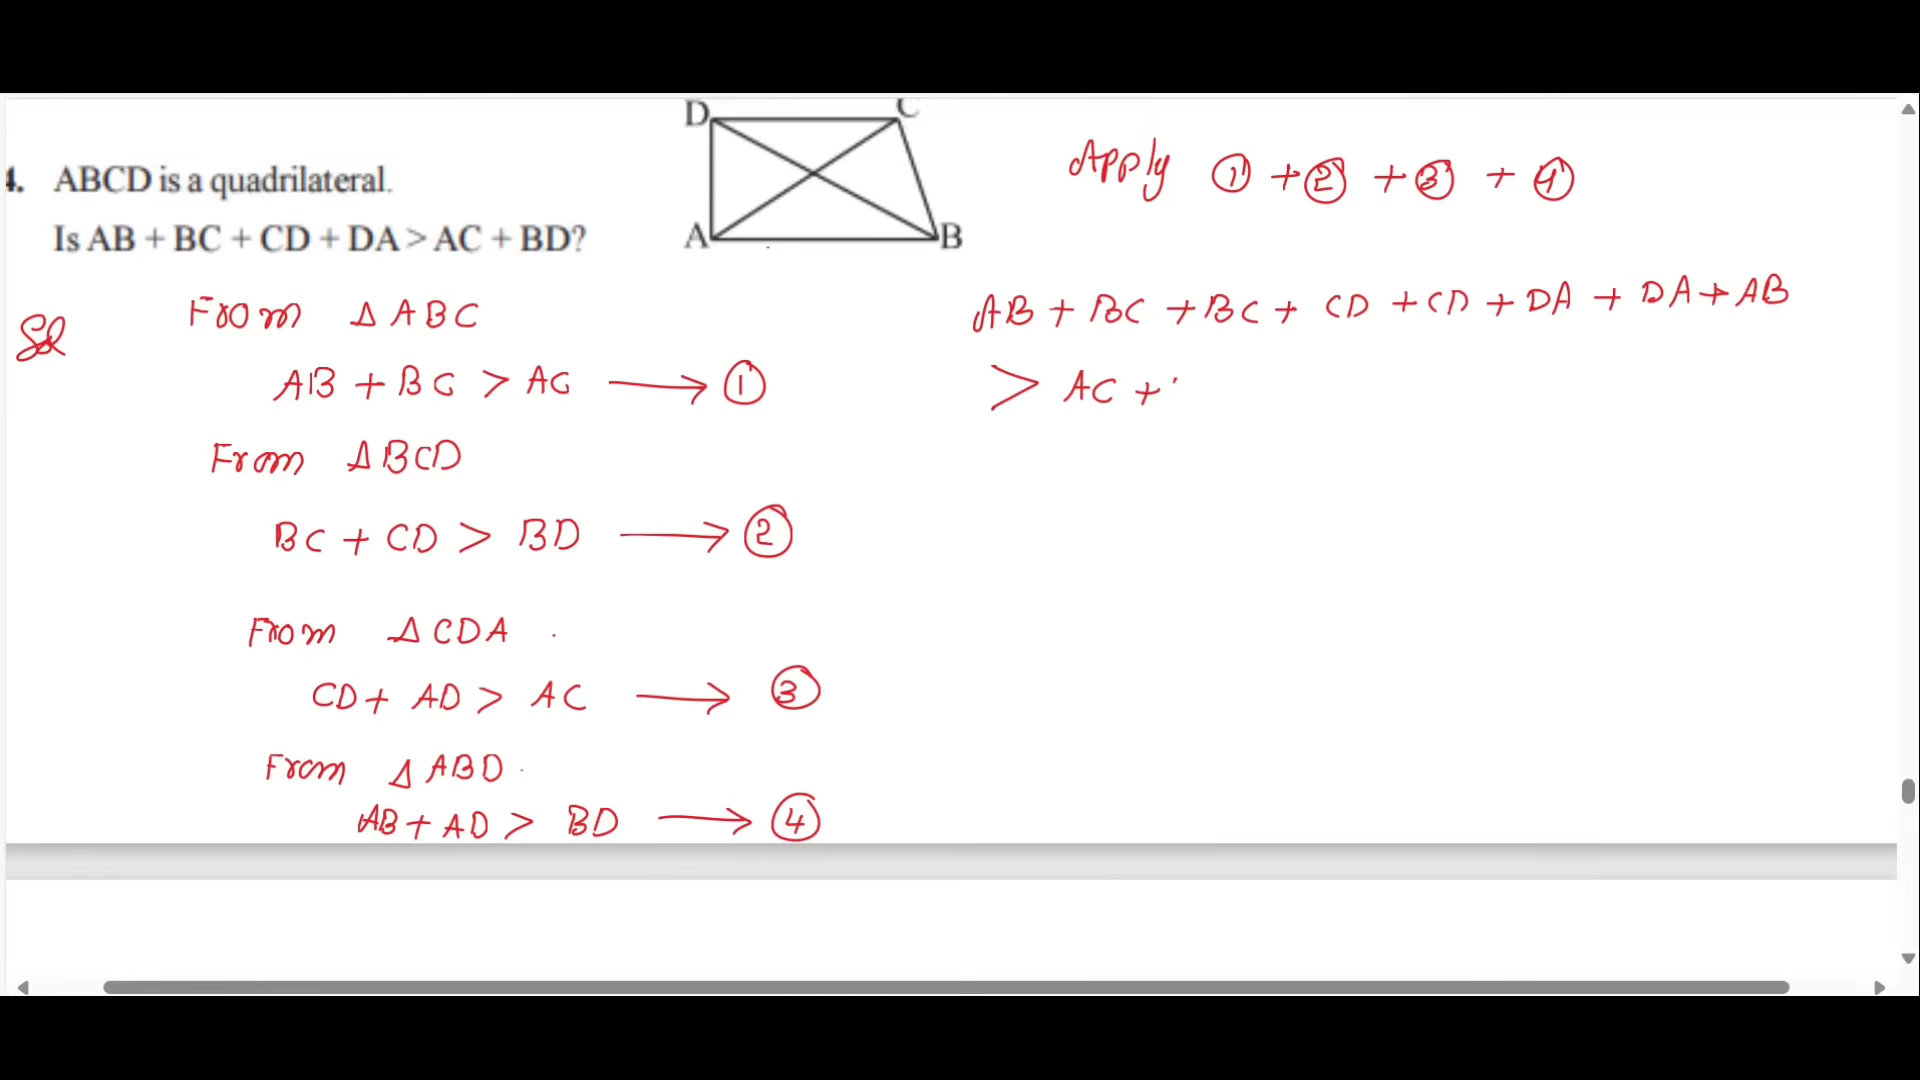 D C
4. ABCD is a quadrilateral.
Is AB + BC + CD + DA > AC + BD?
A B
Sol
From Δ ABC
AB + BC > AC ⟶ ①
From Δ BCD
BC + CD > BD ⟶ ②
From Δ CDA
CD + AD > AC ⟶ ③
From Δ ABD
AB + AD > BD ⟶ ④
Apply ① + ② + ③ + ④
AB + BC + BC + CD + CD + DA + DA + AB
> AC +